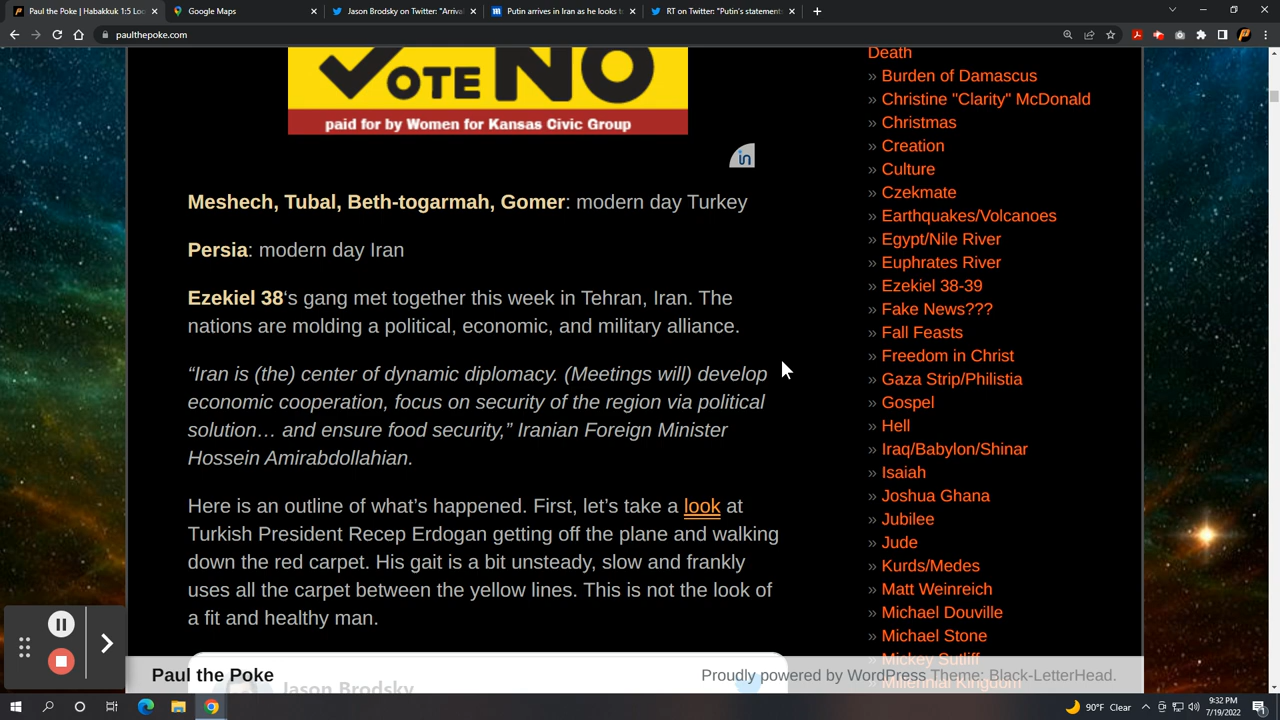 Paul the Poke | Habakkuk 1:5 Loo
Google Maps
Jason Brodsky on Twitter: "Arrival
Putin arrives in Iran as he looks to
RT on Twitter: "Putin's statement
paulthepoke.com
VOTE NO
paid for by Women for Kansas Civic Group
in
Meshech, Tubal, Beth-togarmah, Gomer: modern day Turkey
Persia: modern day Iran
Ezekiel 38‘s gang met together this week in Tehran, Iran. The
nations are molding a political, economic, and military alliance.
“Iran is (the) center of dynamic diplomacy. (Meetings will) develop
economic cooperation, focus on security of the region via political
solution… and ensure food security,” Iranian Foreign Minister
Hossein Amirabdollahian.
Here is an outline of what’s happened. First, let’s take a look at
Turkish President Recep Erdogan getting off the plane and walking
down the red carpet. His gait is a bit unsteady, slow and frankly
uses all the carpet between the yellow lines. This is not the look of
a fit and healthy man.
Jason Brodsky
Death
» Burden of Damascus
» Christine "Clarity" McDonald
» Christmas
» Creation
» Culture
» Czekmate
» Earthquakes/Volcanoes
» Egypt/Nile River
» Euphrates River
» Ezekiel 38-39
» Fake News???
» Fall Feasts
» Freedom in Christ
» Gaza Strip/Philistia
» Gospel
» Hell
» Iraq/Babylon/Shinar
» Isaiah
» Joshua Ghana
» Jubilee
» Jude
» Kurds/Medes
» Matt Weinreich
» Michael Douville
» Michael Stone
» Mickey Sutliff
» Millennial Kingdom
Paul the Poke
Proudly powered by WordPress Theme: Black-LetterHead.
90°F Clear
9:32 PM
7/19/2022